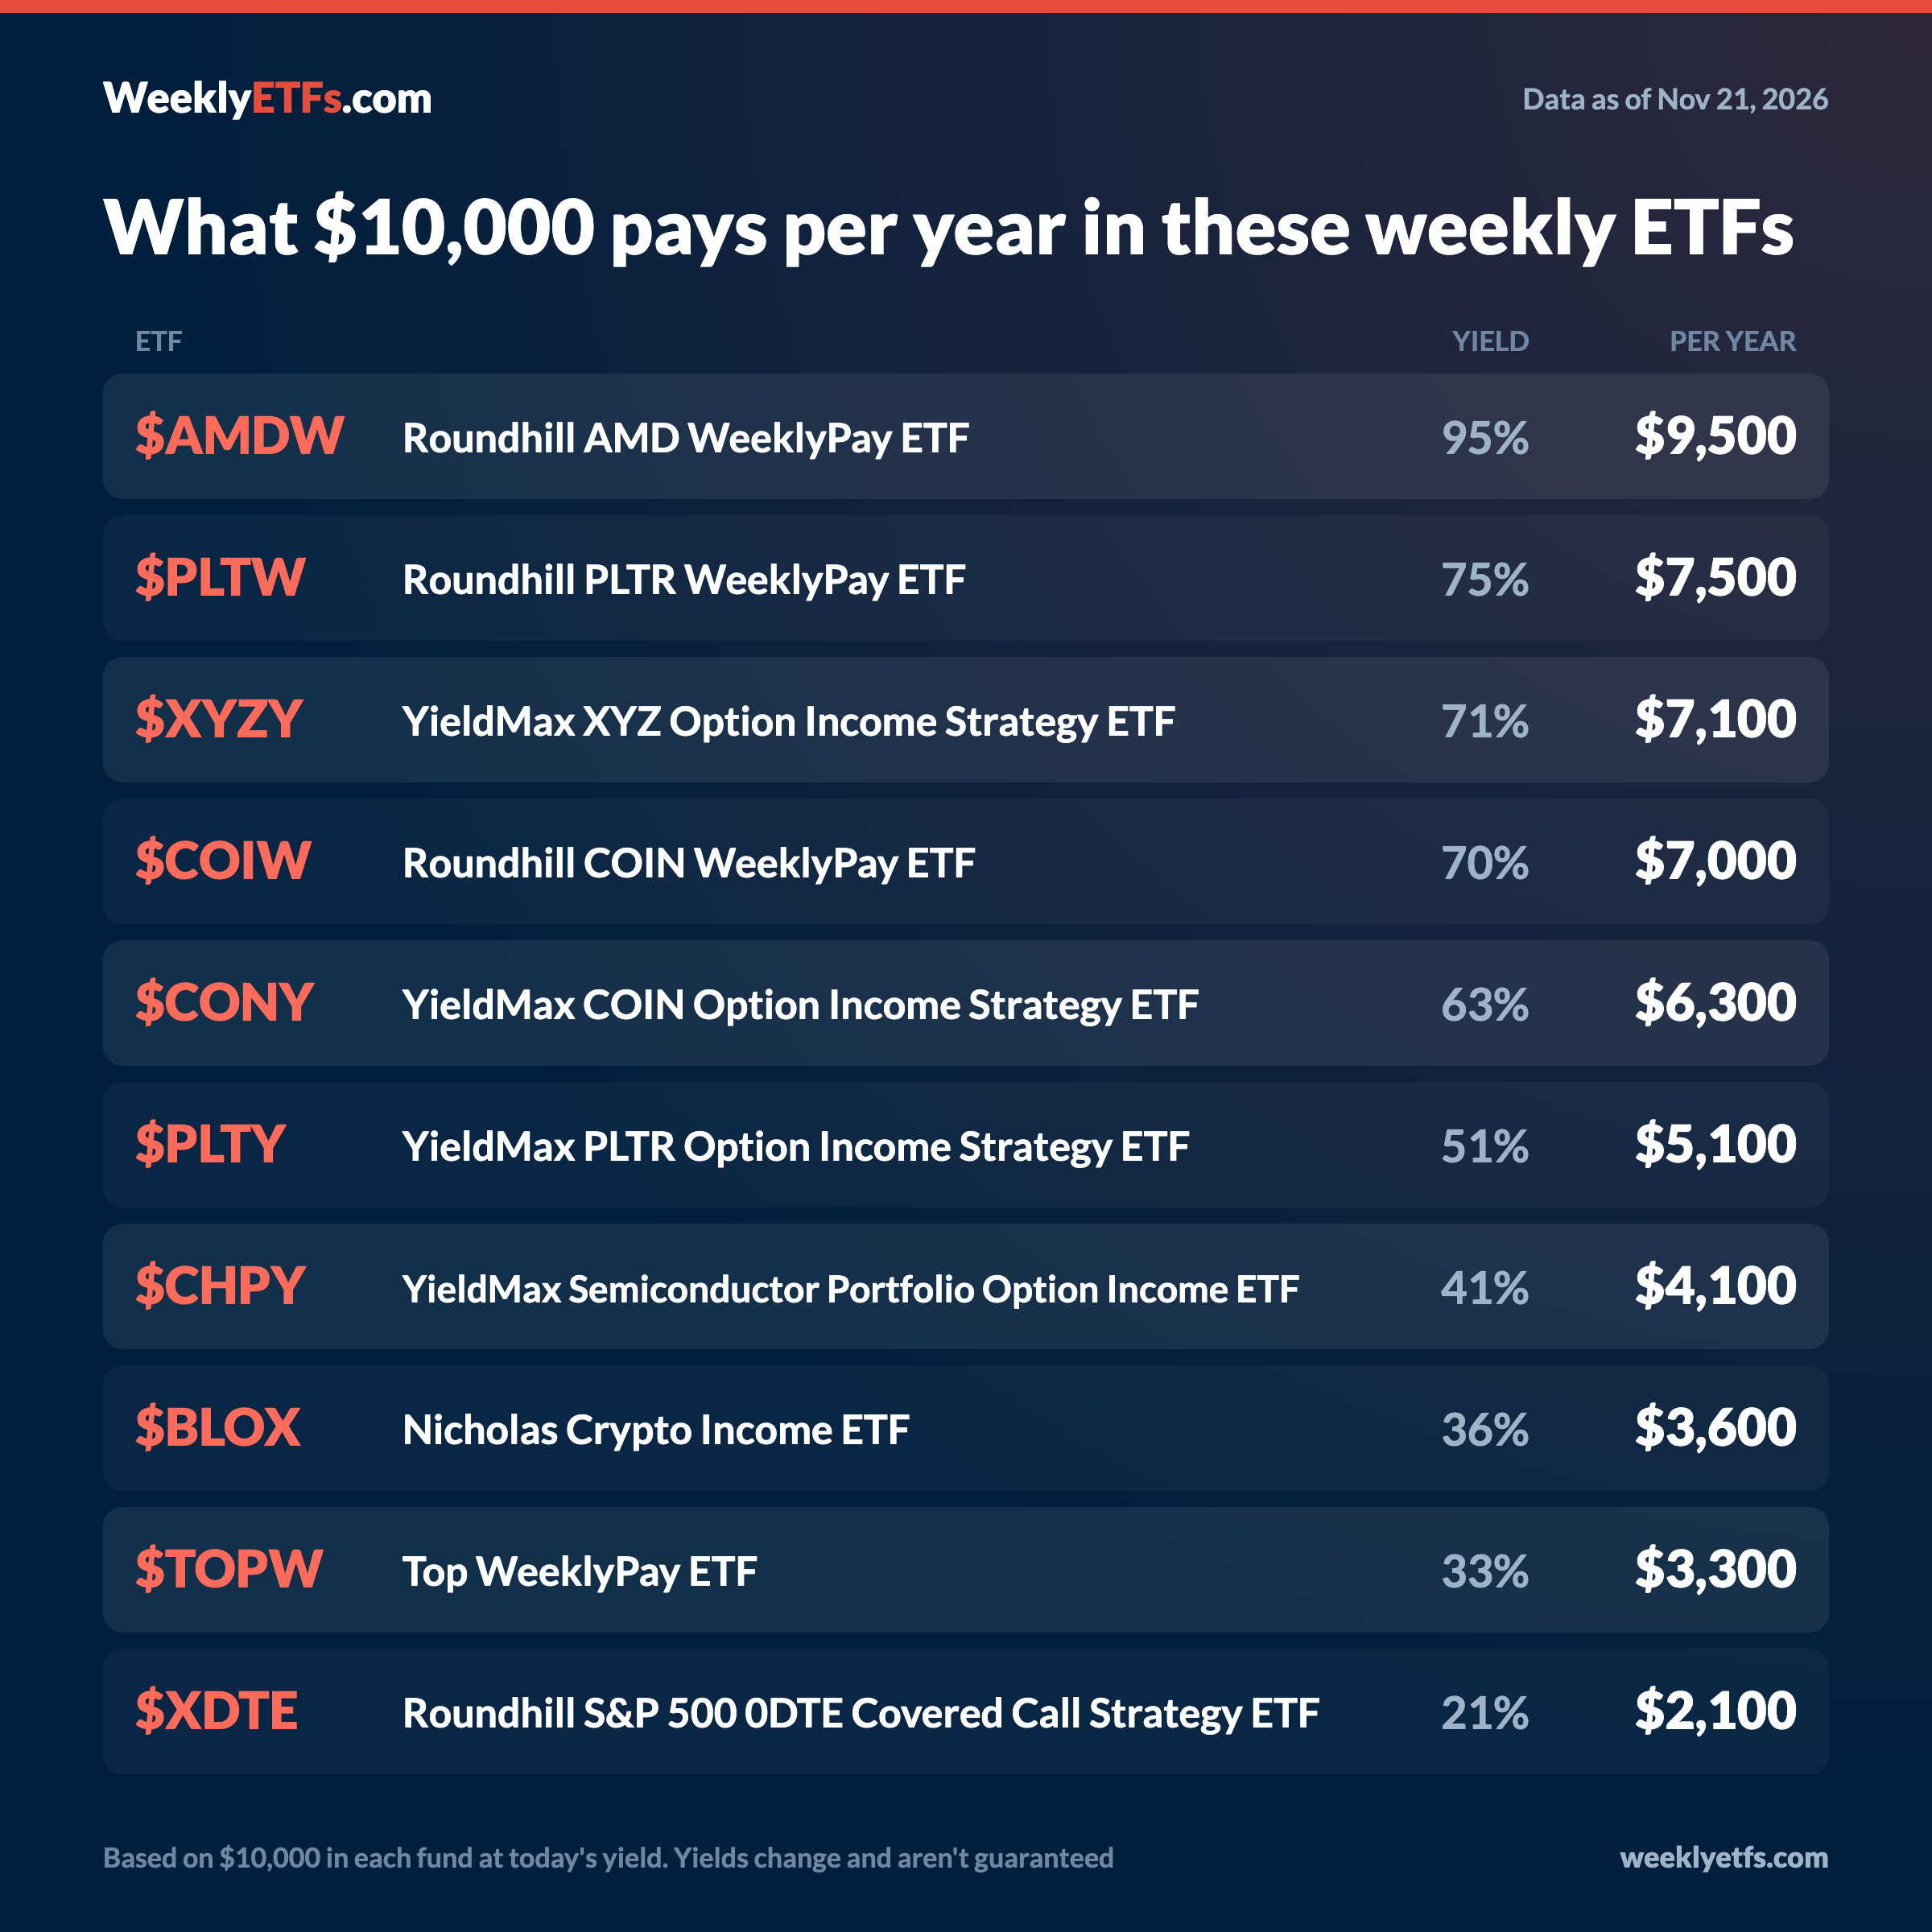 WeeklyETFs.com
Data as of Nov 21, 2026
What $10,000 pays per year in these weekly ETFs
ETF YIELD PER YEAR
$AMDW Roundhill AMD WeeklyPay ETF 95% $9,500
$PLTW Roundhill PLTR WeeklyPay ETF 75% $7,500
$XYZY YieldMax XYZ Option Income Strategy ETF 71% $7,100
$COIW Roundhill COIN WeeklyPay ETF 70% $7,000
$CONY YieldMax COIN Option Income Strategy ETF 63% $6,300
$PLTY YieldMax PLTR Option Income Strategy ETF 51% $5,100
$CHPY YieldMax Semiconductor Portfolio Option Income ETF 41% $4,100
$BLOX Nicholas Crypto Income ETF 36% $3,600
$TOPW Top WeeklyPay ETF 33% $3,300
$XDTE Roundhill S&P 500 0DTE Covered Call Strategy ETF 21% $2,100
Based on $10,000 in each fund at today's yield. Yields change and aren't guaranteed
weeklyetfs.com